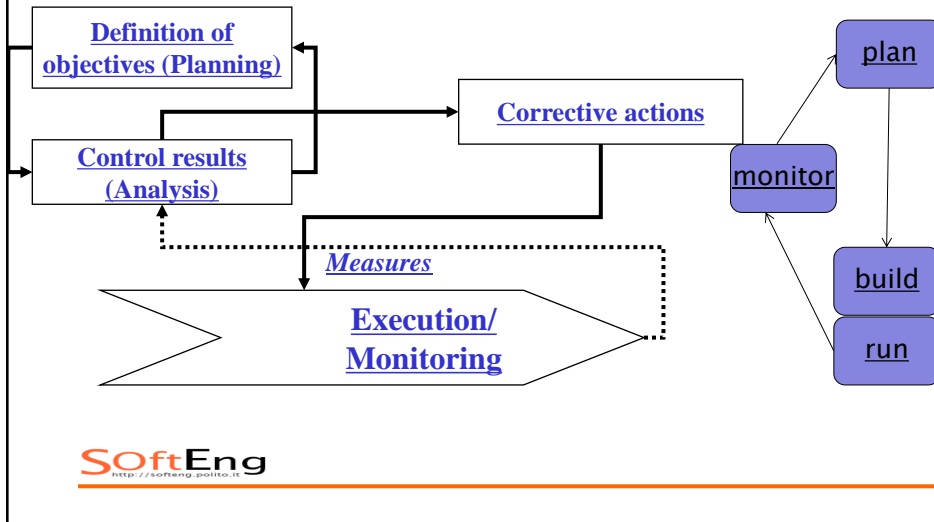 Definition of
objectives (Planning)
plan
Corrective actions
Control results
(Analysis)
monitor
Measures
build
Execution/
Monitoring
run
SOftEng
http://softeng.polito.it